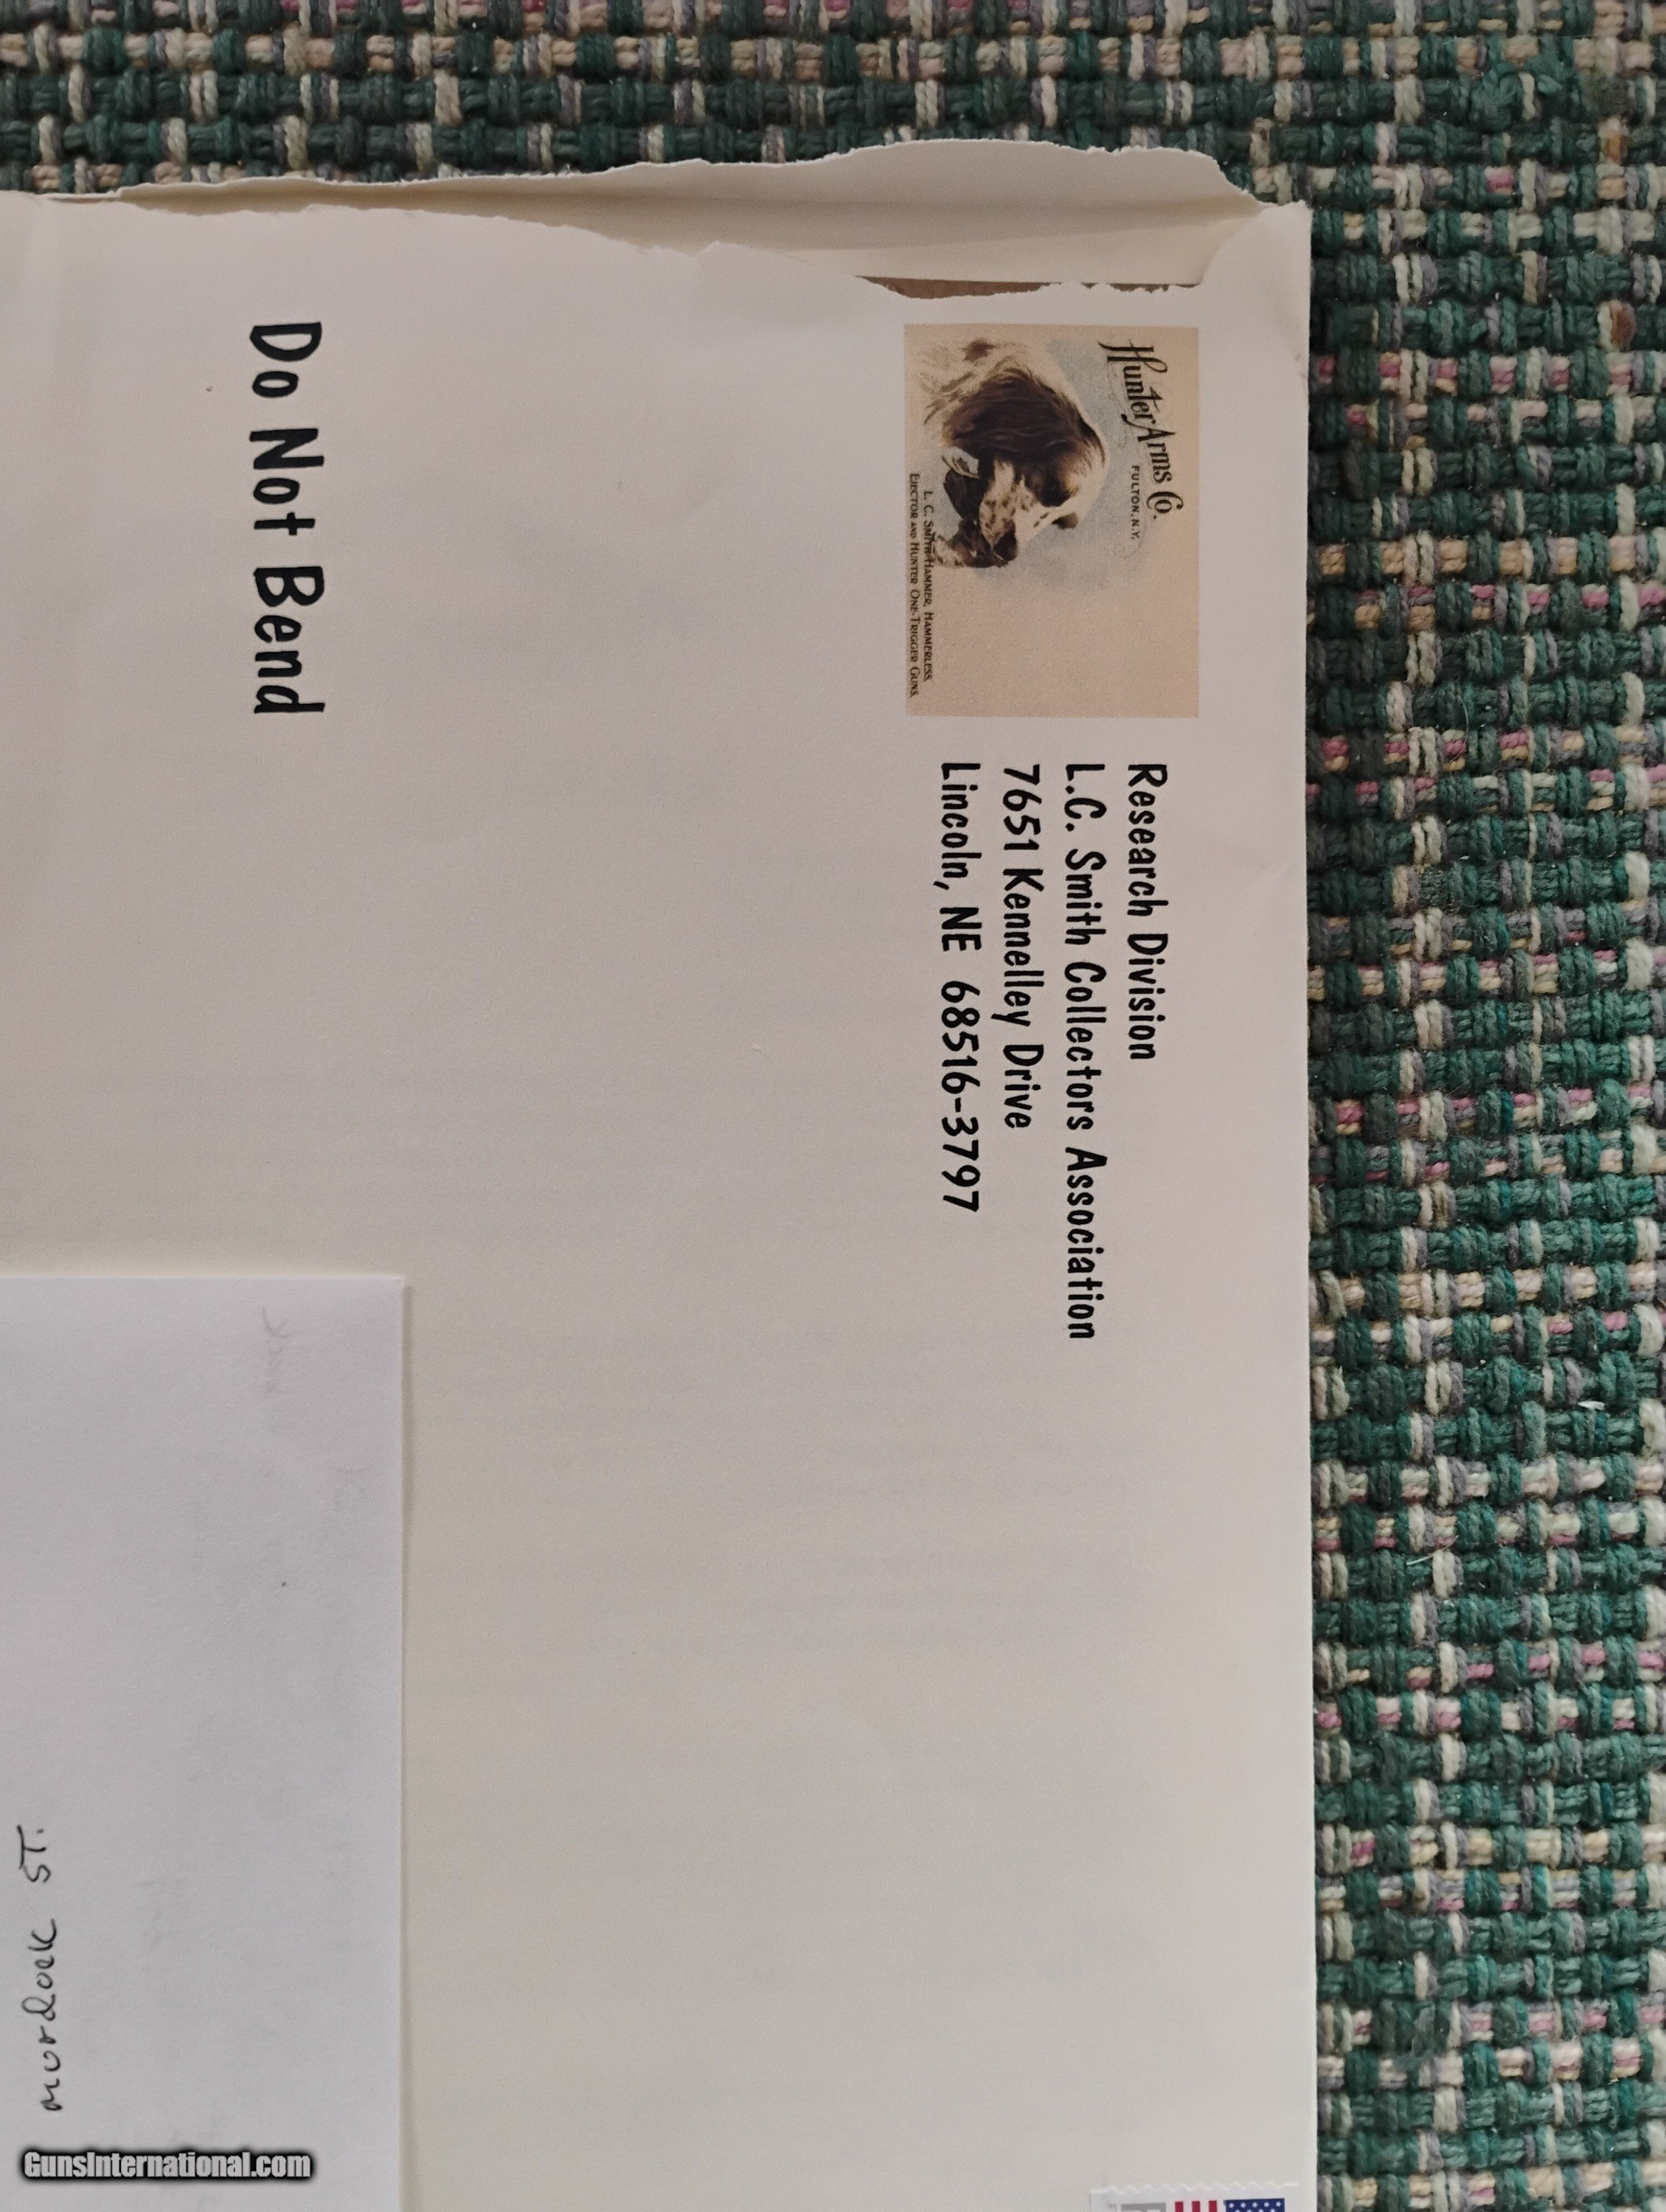 Hunter Arms Co.
FULTON, N.Y.
L. C. SMITH HAMMER, HAMMERLESS,
EJECTOR AND HUNTER ONE-TRIGGER GUNS.
Research Division
L.C. Smith Collectors Association
7651 Kennelley Drive
Lincoln, NE 68516-3797
Do Not Bend
ST.
GunsInternational.com